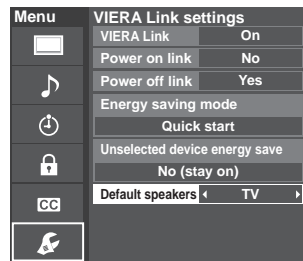 Menu
VIERA Link settings
VIERA Link On
Power on link No
Power off link Yes
Energy saving mode
Quick start
Unselected device energy save
No (stay on)
Default speakers TV
CC